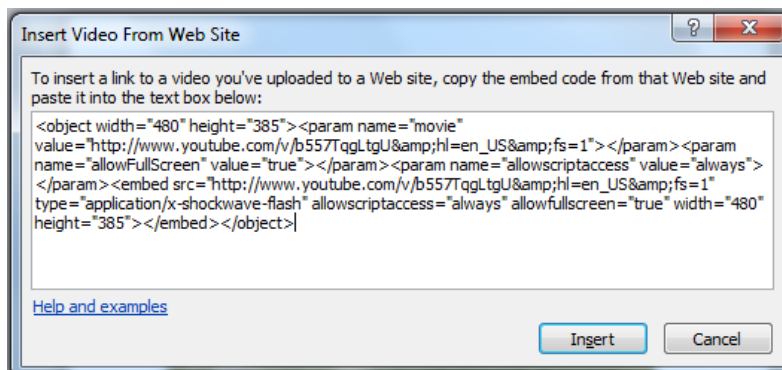 Insert Video From Web Site
To insert a link to a video you've uploaded to a Web site, copy the embed code from that Web site and
paste it into the text box below:
<object width="480" height="385"><param name="movie"
value="http://www.youtube.com/v/b557TqgLtgU&amp;hl=en_US&amp;fs=1"></param><param
name="allowFullScreen" value="true"></param><param name="allowscriptaccess" value="always">
</param><embed src="http://www.youtube.com/v/b557TqgLtgU&amp;hl=en_US&amp;fs=1"
type="application/x-shockwave-flash" allowscriptaccess="always" allowfullscreen="true" width="480"
height="385"></embed></object>
Help and examples
Insert Cancel